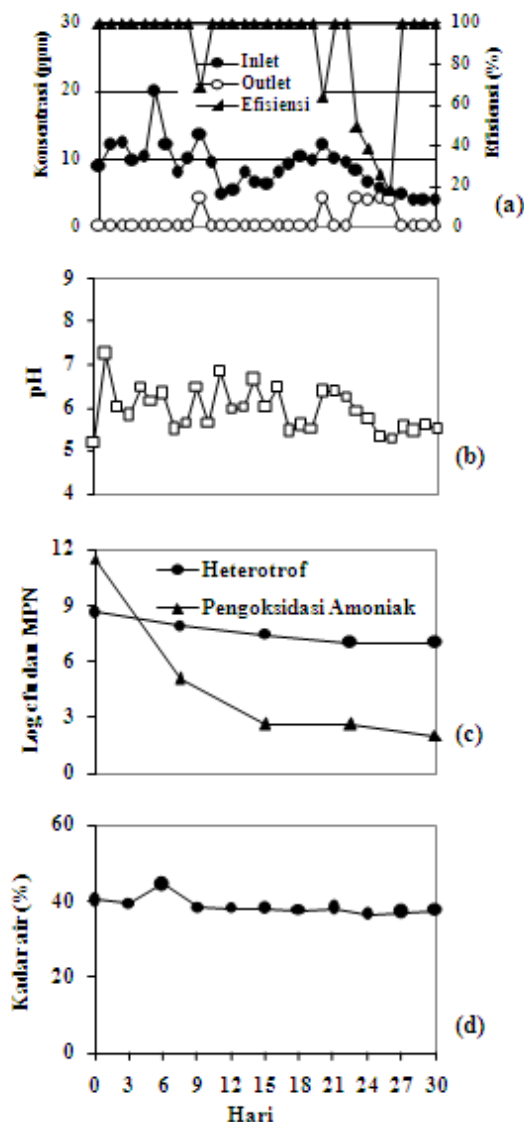 Konsentrasi (ppm)
30
20
10
0
Inlet
Outlet
Efisiensi
100
80
60
40
20
0
Efisiensi (%)
(a)
pH
9
8
7
6
5
4
(b)
Log cfu dan MPN
12
9
6
3
0
Heterotrof
Pengoksidasi Amoniak
(c)
Kadar air (%)
60
40
20
0
(d)
0 3 6 9 12 15 18 21 24 27 30
Hari